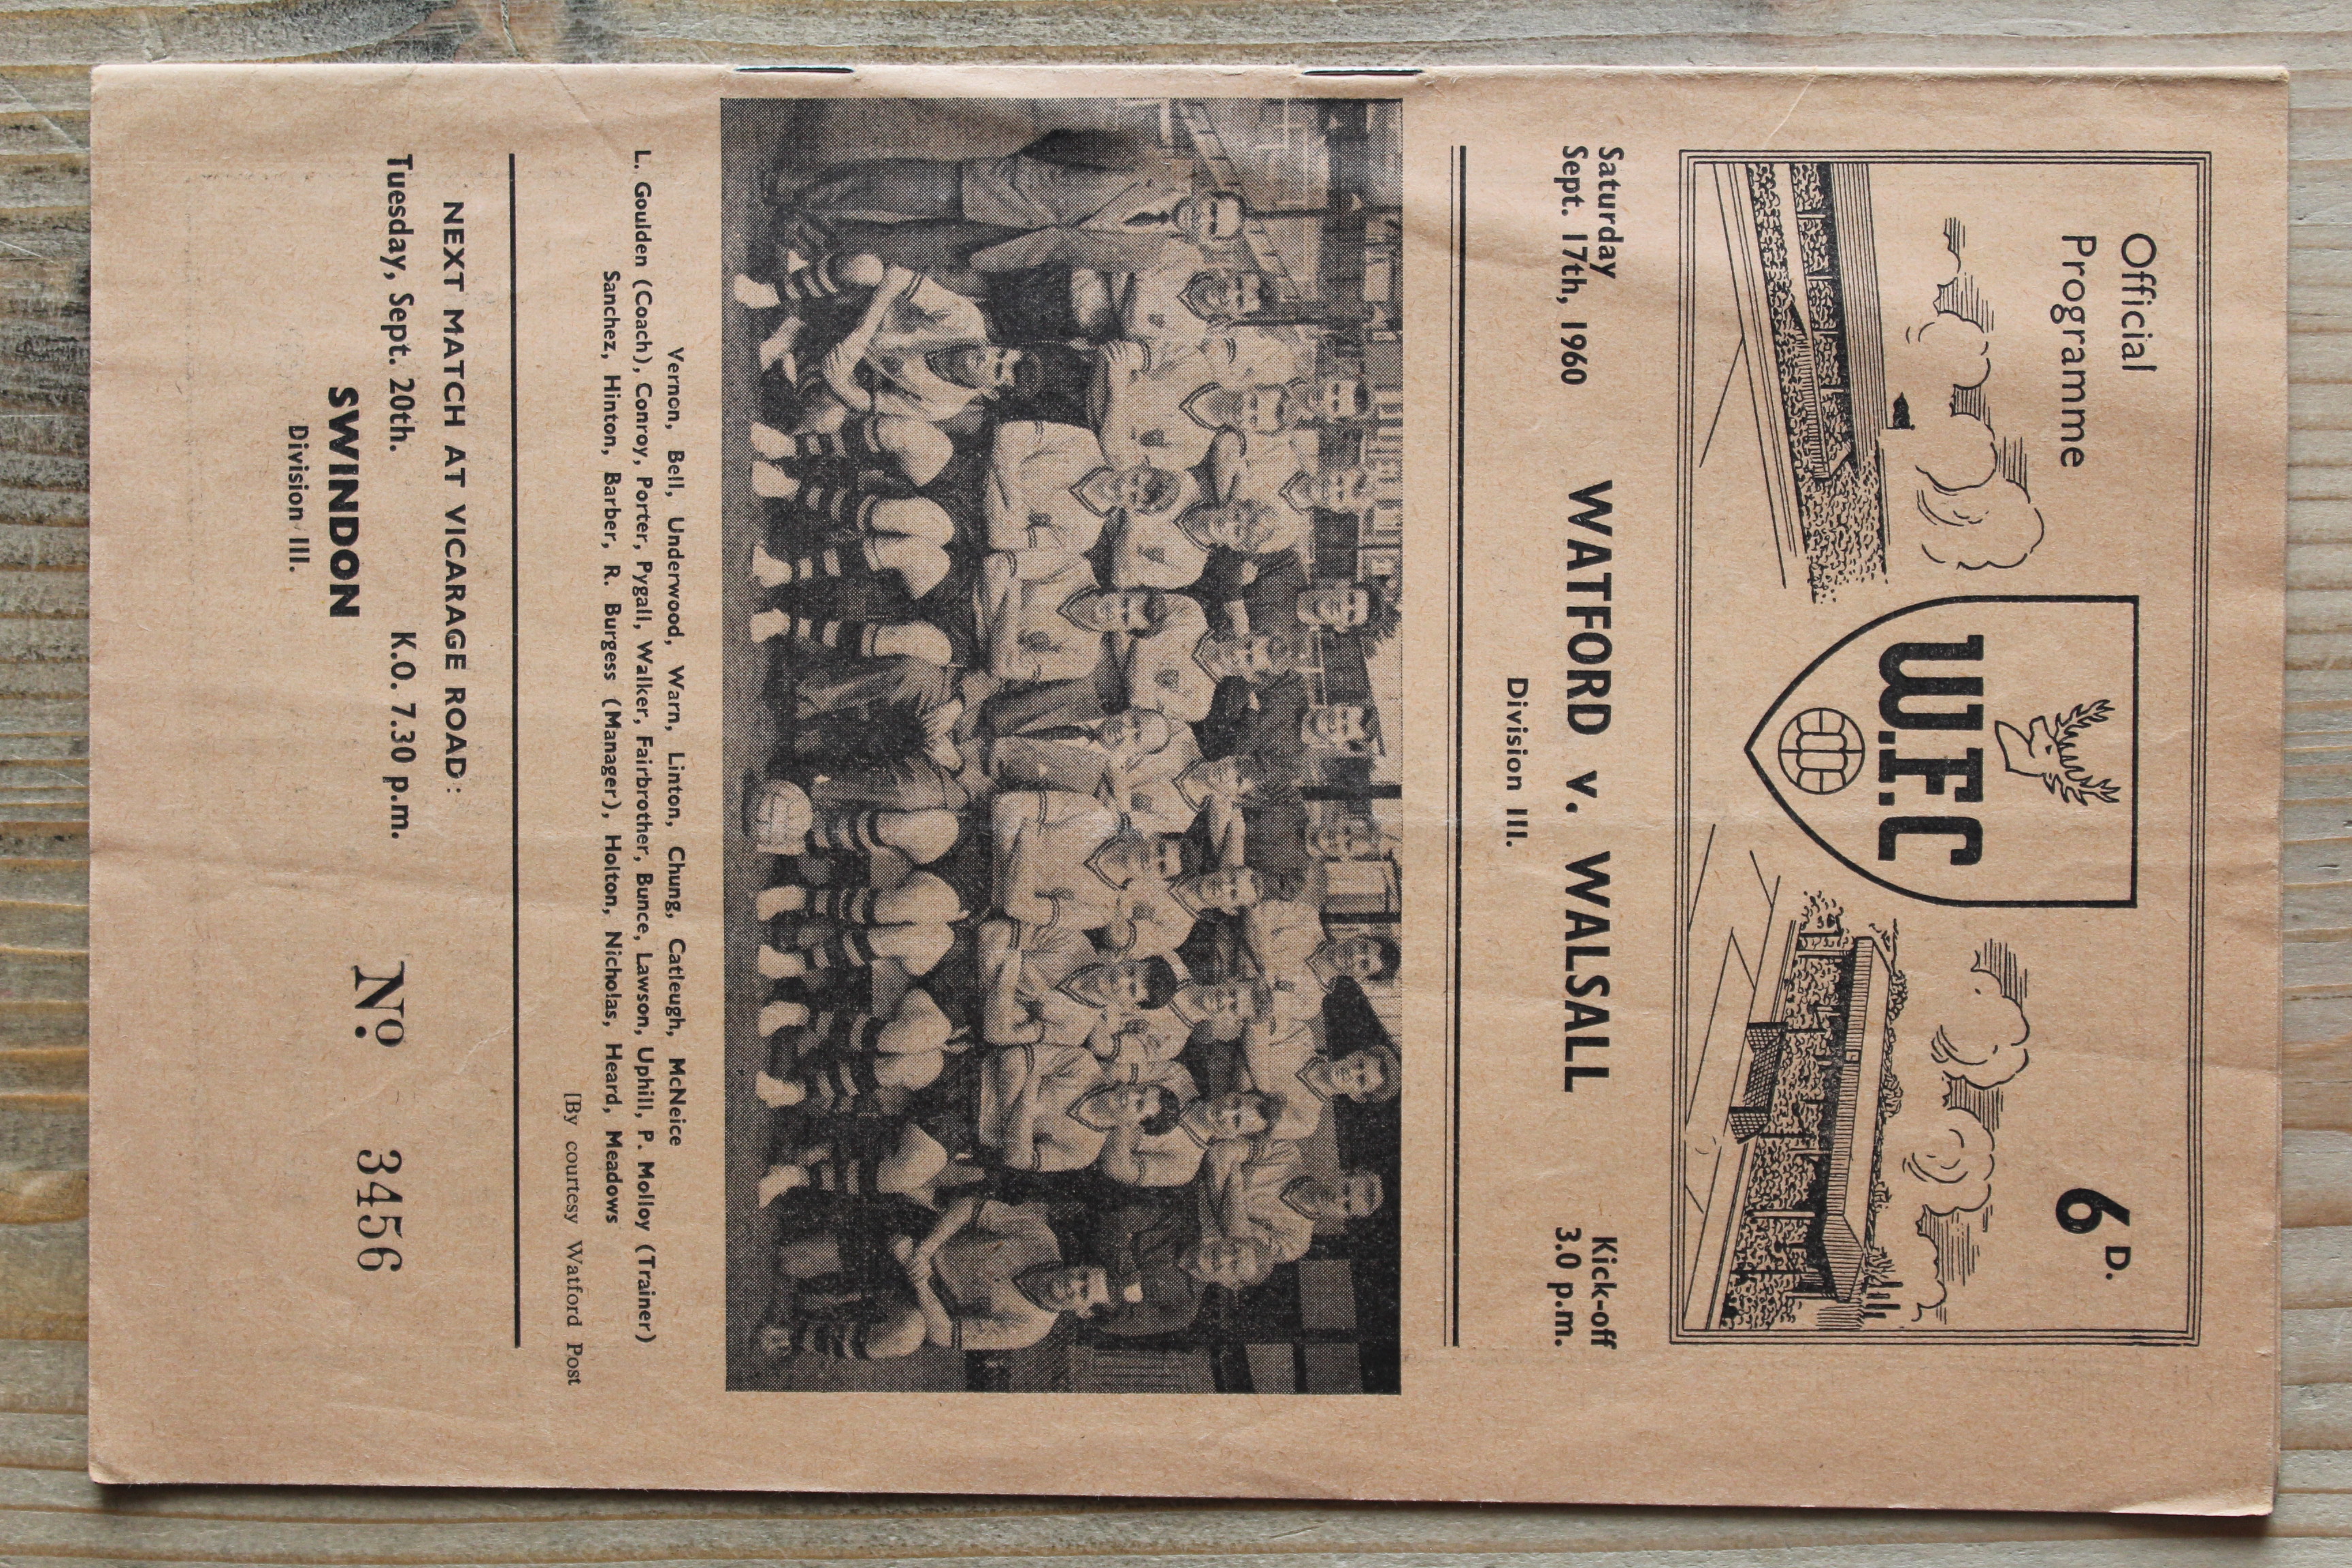 Official
Programme
6 D.
W.F.C
Saturday
Sept. 17th, 1960
WATFORD v. WALSALL
Kick-off
3.0 p.m.
Division III.
Vernon, Bell, Underwood, Warn, Linton, Chung, Catleugh, McNeice
L. Goulden (Coach), Conroy, Porter, Pygall, Walker, Fairbrother, Bunce, Lawson, Uphill, P. Molloy (Trainer)
Sanchez, Hinton, Barber, R. Burgess (Manager), Holton, Nicholas, Heard, Meadows
[By courtesy Watford Post
NEXT MATCH AT VICARAGE ROAD:
Tuesday, Sept. 20th. K.O. 7.30 p.m.
SWINDON
Division III.
No. 3456